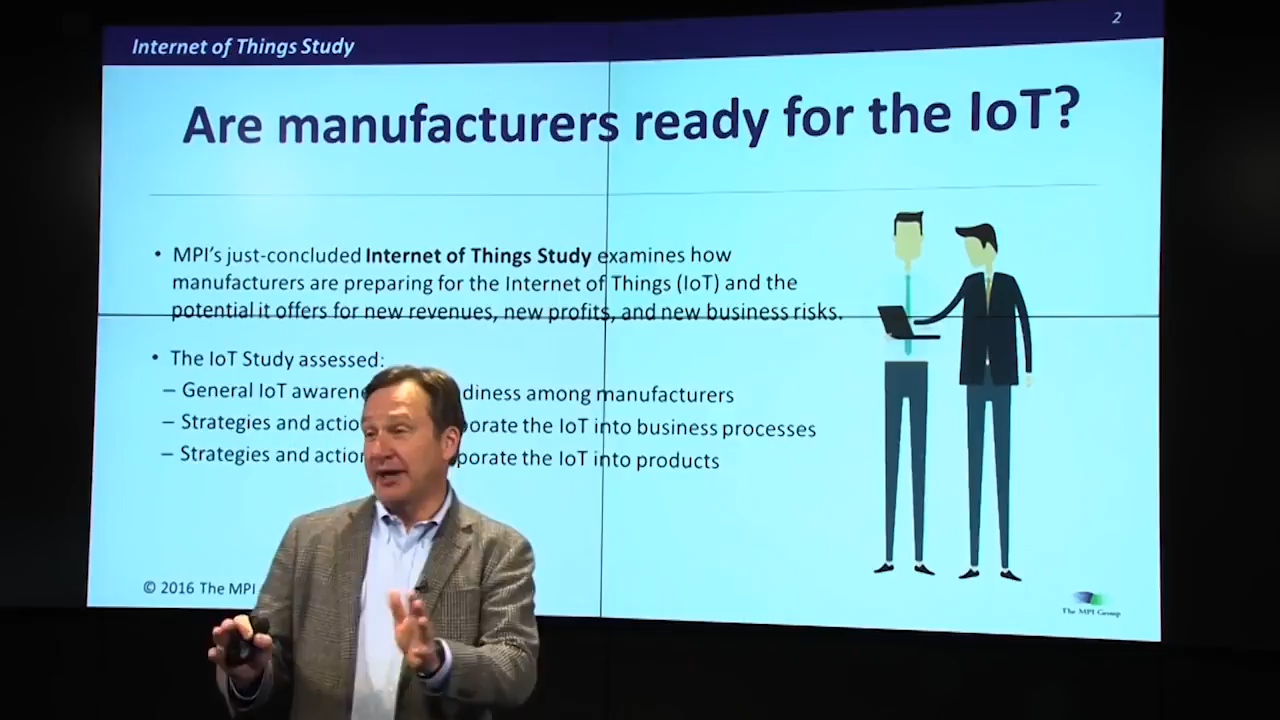 Internet of Things Study
2
Are manufacturers ready for the IoT?
• MPI's just-concluded Internet of Things Study examines how
manufacturers are preparing for the Internet of Things (IoT) and the
potential it offers for new revenues, new profits, and new business risks.
• The IoT Study assessed:
– General IoT awaren diness among manufacturers
– Strategies and actio porate the IoT into business processes
– Strategies and action porate the IoT into products
© 2016 The MPI
The MPI Group